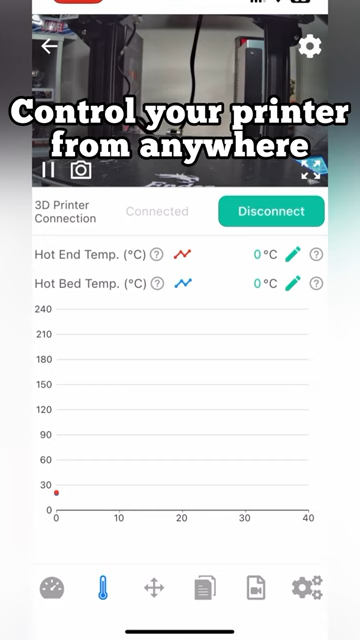 Control your printer
from anywhere
3D Printer
Connection
Connected
Disconnect
Hot End Temp. (°C) ?
0 °C ?
Hot Bed Temp. (°C) ?
0 °C ?
240
210
180
150
120
90
60
30
0
0 10 20 30 40